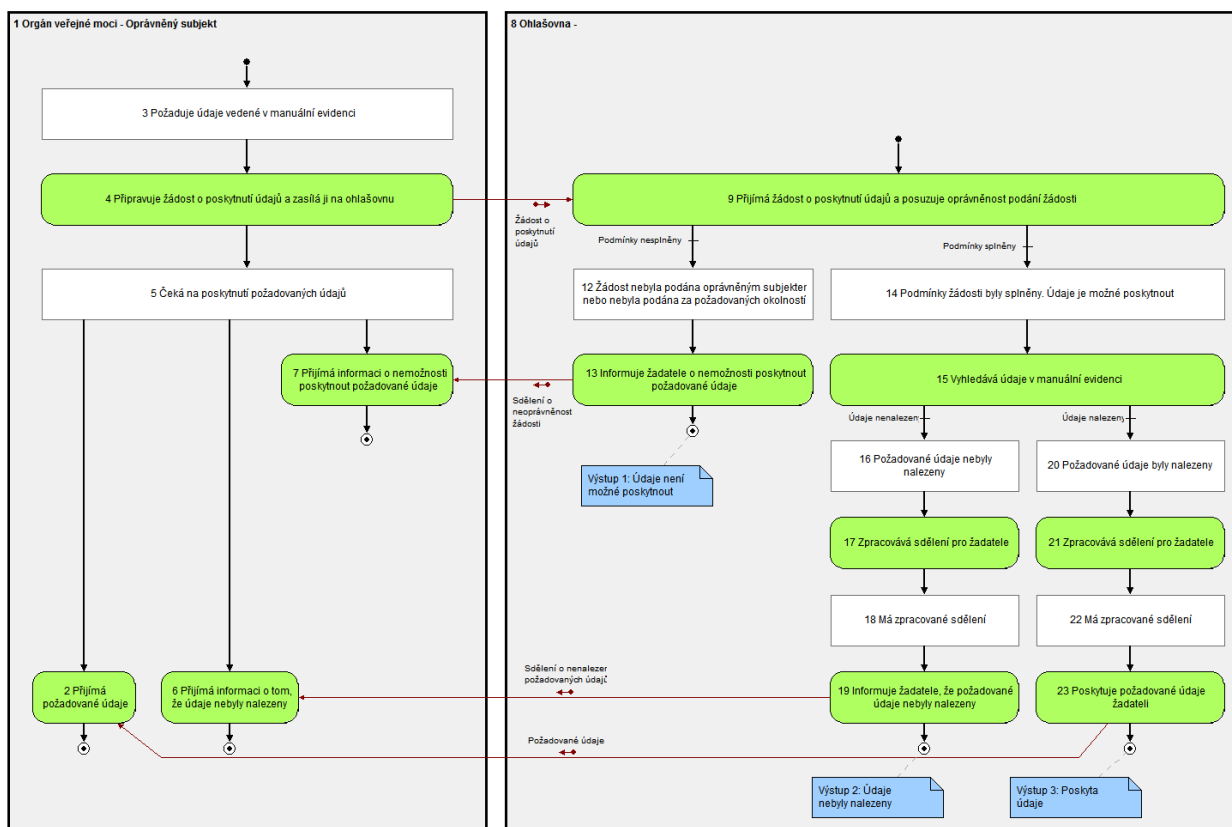 1 Orgán veřejné moci - Oprávněný subjekt
3 Požaduje údaje vedené v manuální evidenci
4 Připravuje žádost o poskytnutí údajů a zasílá ji na ohlašovnu
5 Čeká na poskytnutí požadovaných údajů
7 Přijímá informaci o nemožnosti
poskytnout požadované údaje
2 Přijímá
požadované údaje
6 Přijímá informaci o tom,
že údaje nebyly nalezeny
Žádost o
poskytnutí
údajů
Sdělení o
neoprávněnost
žádosti
Sdělení o nenalezer
požadovaných údajů
Požadované údaje
8 Ohlašovna -
9 Přijímá žádost o poskytnutí údajů a posuzuje oprávněnost podání žádosti
Podmínky nesplněny
Podmínky splněny
12 Žádost nebyla podána oprávněným subjekter
nebo nebyla podána za požadovaných okolností
14 Podmínky žádosti byly splněny. Údaje je možné poskytnout
13 Informuje žadatele o nemožnosti poskytnout
požadované údaje
15 Vyhledává údaje v manuální evidenci
Výstup 1: Údaje není
možné poskytnout
Údaje nenalezen
Údaje nalezeny
16 Požadované údaje nebyly
nalezeny
20 Požadované údaje byly nalezeny
17 Zpracovává sdělení pro žadatele
21 Zpracovává sdělení pro žadatele
18 Má zpracované sdělení
22 Má zpracované sdělení
19 Informuje žadatele, že požadované
údaje nebyly nalezeny
23 Poskytuje požadované údaje
žadateli
Výstup 2: Údaje
nebyly nalezeny
Výstup 3: Poskyta
údaje